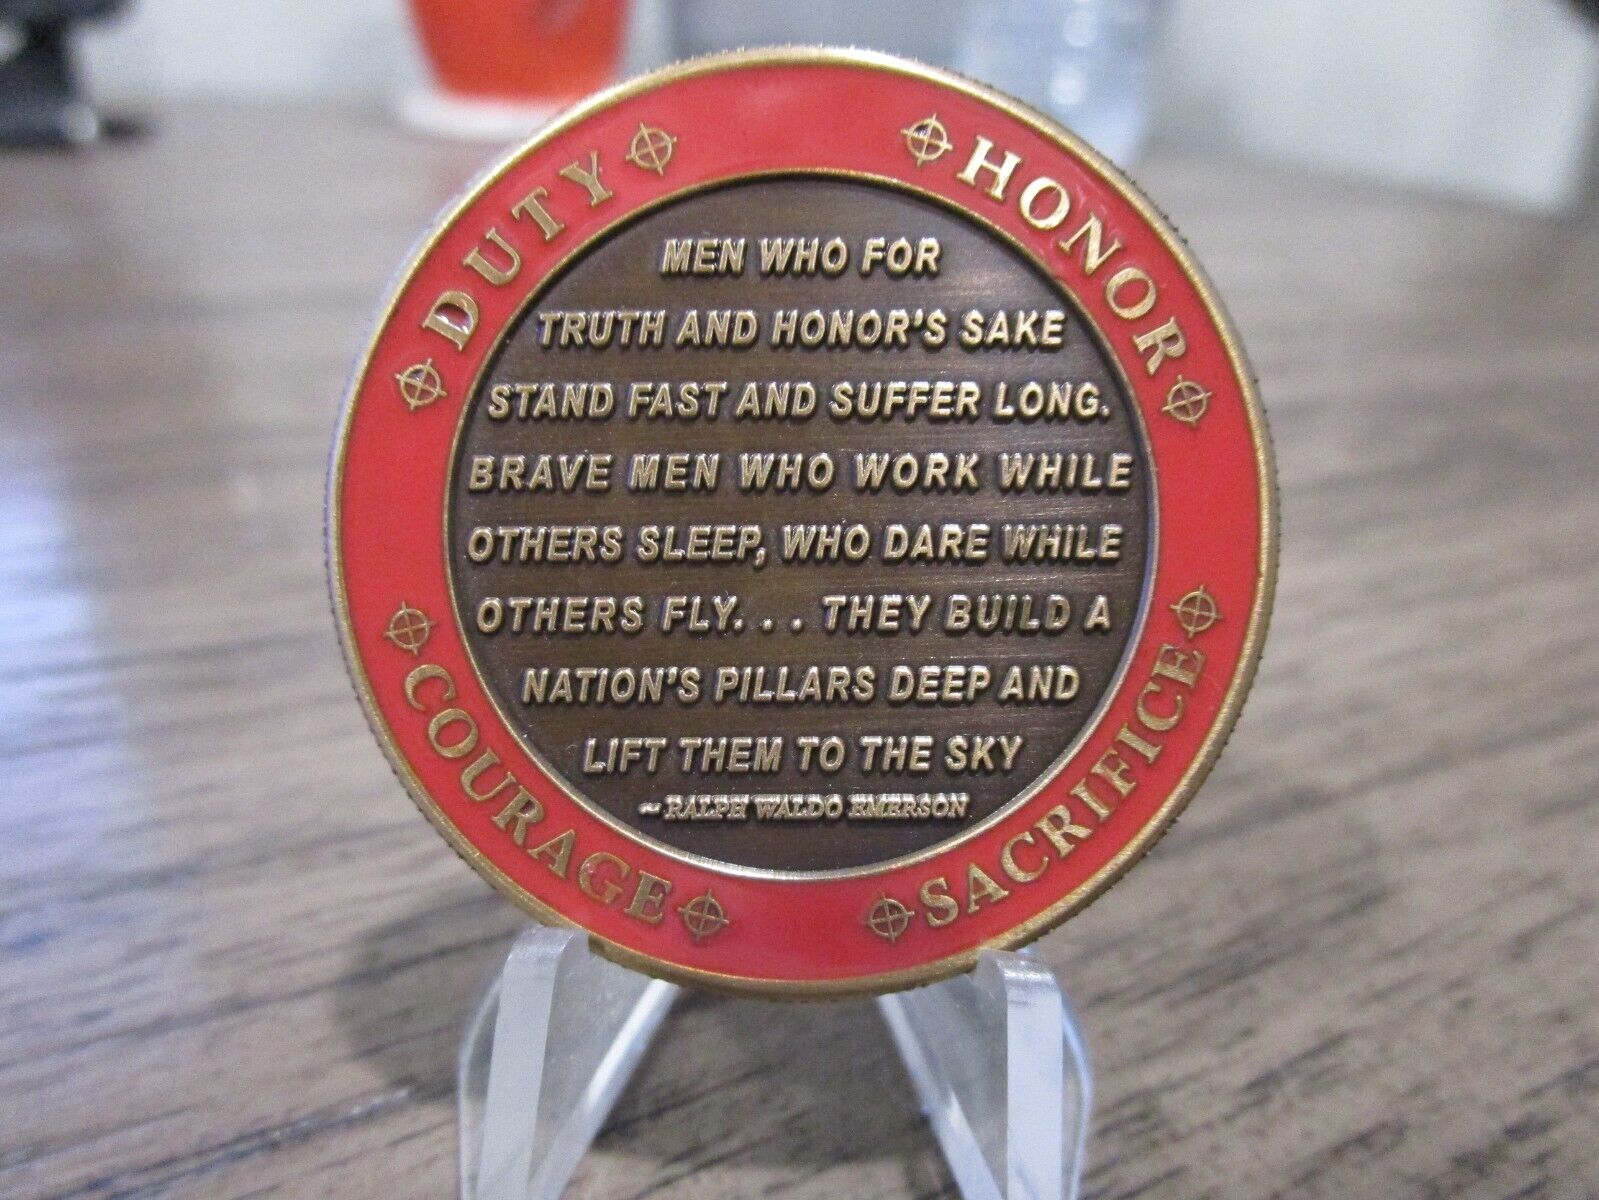 DUTY
HONOR
MEN WHO FOR
TRUTH AND HONOR'S SAKE
STAND FAST AND SUFFER LONG.
BRAVE MEN WHO WORK WHILE
OTHERS SLEEP, WHO DARE WHILE
OTHERS FLY. . . THEY BUILD A
NATION'S PILLARS DEEP AND
LIFT THEM TO THE SKY
~ RALPH WALDO EMERSON
COURAGE
SACRIFICE